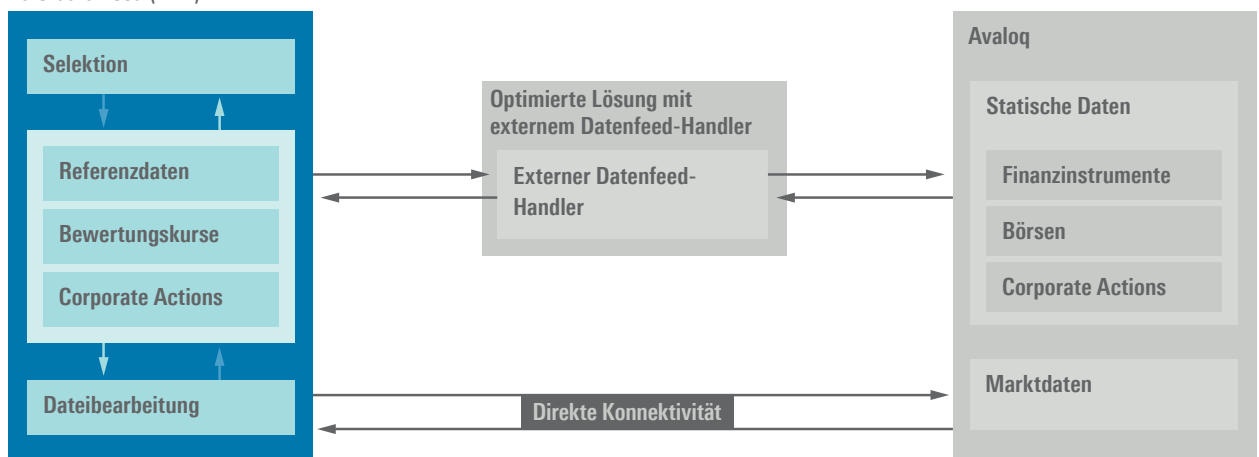 Selektion
Referenzdaten
Bewertungskurse
Corporate Actions
Dateibearbeitung
Optimierte Lösung mit
externem Datenfeed-Handler
Externer Datenfeed-
Handler
Direkte Konnektivität
Avaloq
Statische Daten
Finanzinstrumente
Börsen
Corporate Actions
Marktdaten